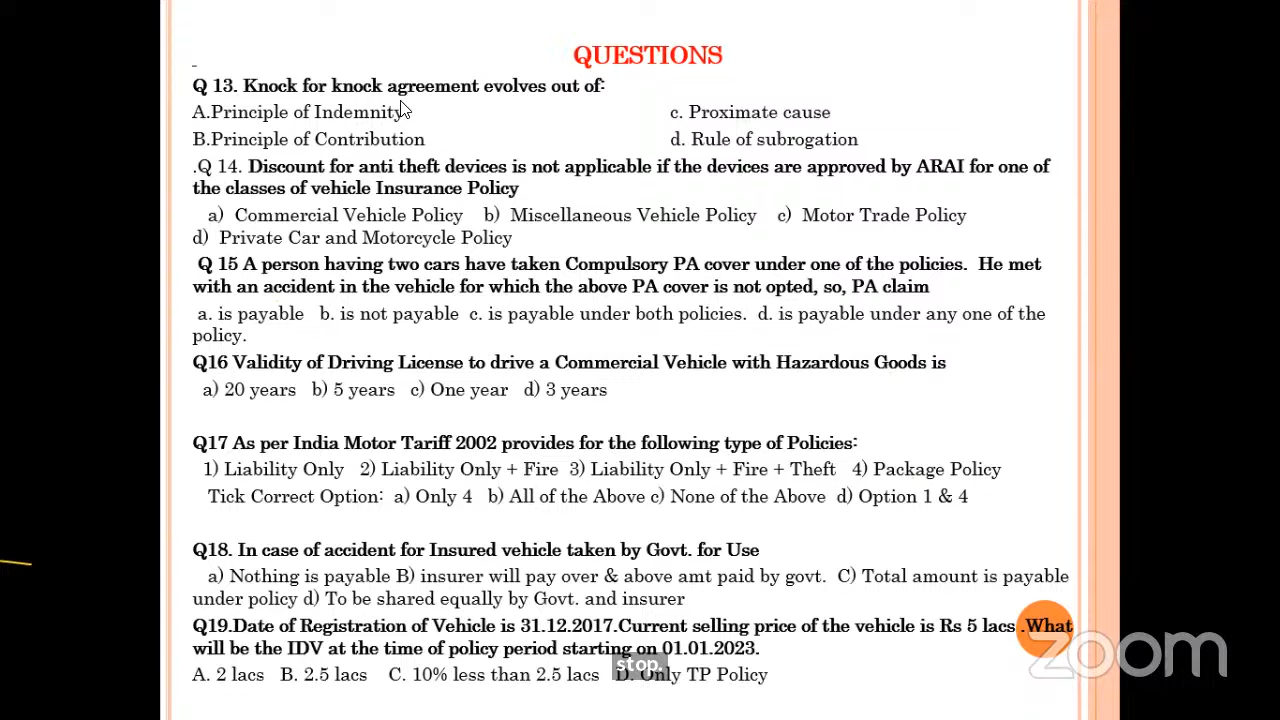 QUESTIONS
Q 13. Knock for knock agreement evolves out of:
A.Principle of Indemnity c. Proximate cause
B.Principle of Contribution d. Rule of subrogation
.Q 14. Discount for anti theft devices is not applicable if the devices are approved by ARAI for one of
the classes of vehicle Insurance Policy
a) Commercial Vehicle Policy b) Miscellaneous Vehicle Policy c) Motor Trade Policy
d) Private Car and Motorcycle Policy
Q 15 A person having two cars have taken Compulsory PA cover under one of the policies. He met
with an accident in the vehicle for which the above PA cover is not opted, so, PA claim
a. is payable b. is not payable c. is payable under both policies. d. is payable under any one of the
policy.
Q16 Validity of Driving License to drive a Commercial Vehicle with Hazardous Goods is
a) 20 years b) 5 years c) One year d) 3 years
Q17 As per India Motor Tariff 2002 provides for the following type of Policies:
1) Liability Only 2) Liability Only + Fire 3) Liability Only + Fire + Theft 4) Package Policy
Tick Correct Option: a) Only 4 b) All of the Above c) None of the Above d) Option 1 & 4
Q18. In case of accident for Insured vehicle taken by Govt. for Use
a) Nothing is payable B) insurer will pay over & above amt paid by govt. C) Total amount is payable
under policy d) To be shared equally by Govt. and insurer
Q19.Date of Registration of Vehicle is 31.12.2017.Current selling price of the vehicle is Rs 5 lacs .What
will be the IDV at the time of policy period starting on 01.01.2023.
A. 2 lacs B. 2.5 lacs C. 10% less than 2.5 lacs D. Only TP Policy
stop.
zoom